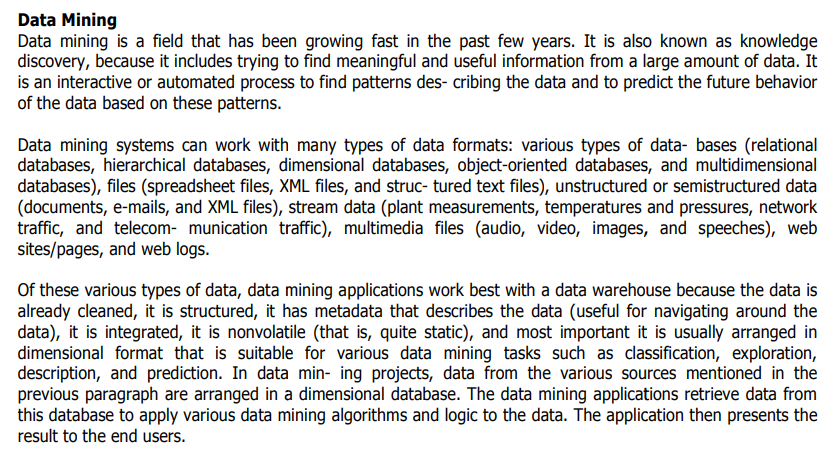 Data Mining
Data mining is a field that has been growing fast in the past few years. It is also known as knowledge
discovery, because it includes trying to find meaningful and useful information from a large amount of data. It
is an interactive or automated process to find patterns des- cribing the data and to predict the future behavior
of the data based on these patterns.
Data mining systems can work with many types of data formats: various types of data- bases (relational
databases, hierarchical databases, dimensional databases, object-oriented databases, and multidimensional
databases), files (spreadsheet files, XML files, and struc- tured text files), unstructured or semistructured data
(documents, e-mails, and XML files), stream data (plant measurements, temperatures and pressures, network
traffic, and telecom- munication traffic), multimedia files (audio, video, images, and speeches), web
sites/pages, and web logs.
Of these various types of data, data mining applications work best with a data warehouse because the data is
already cleaned, it is structured, it has metadata that describes the data (useful for navigating around the
data), it is integrated, it is nonvolatile (that is, quite static), and most important it is usually arranged in
dimensional format that is suitable for various data mining tasks such as classification, exploration,
description, and prediction. In data min- ing projects, data from the various sources mentioned in the
previous paragraph are arranged in a dimensional database. The data mining applications retrieve data from
this database to apply various data mining algorithms and logic to the data. The application then presents the
result to the end users.